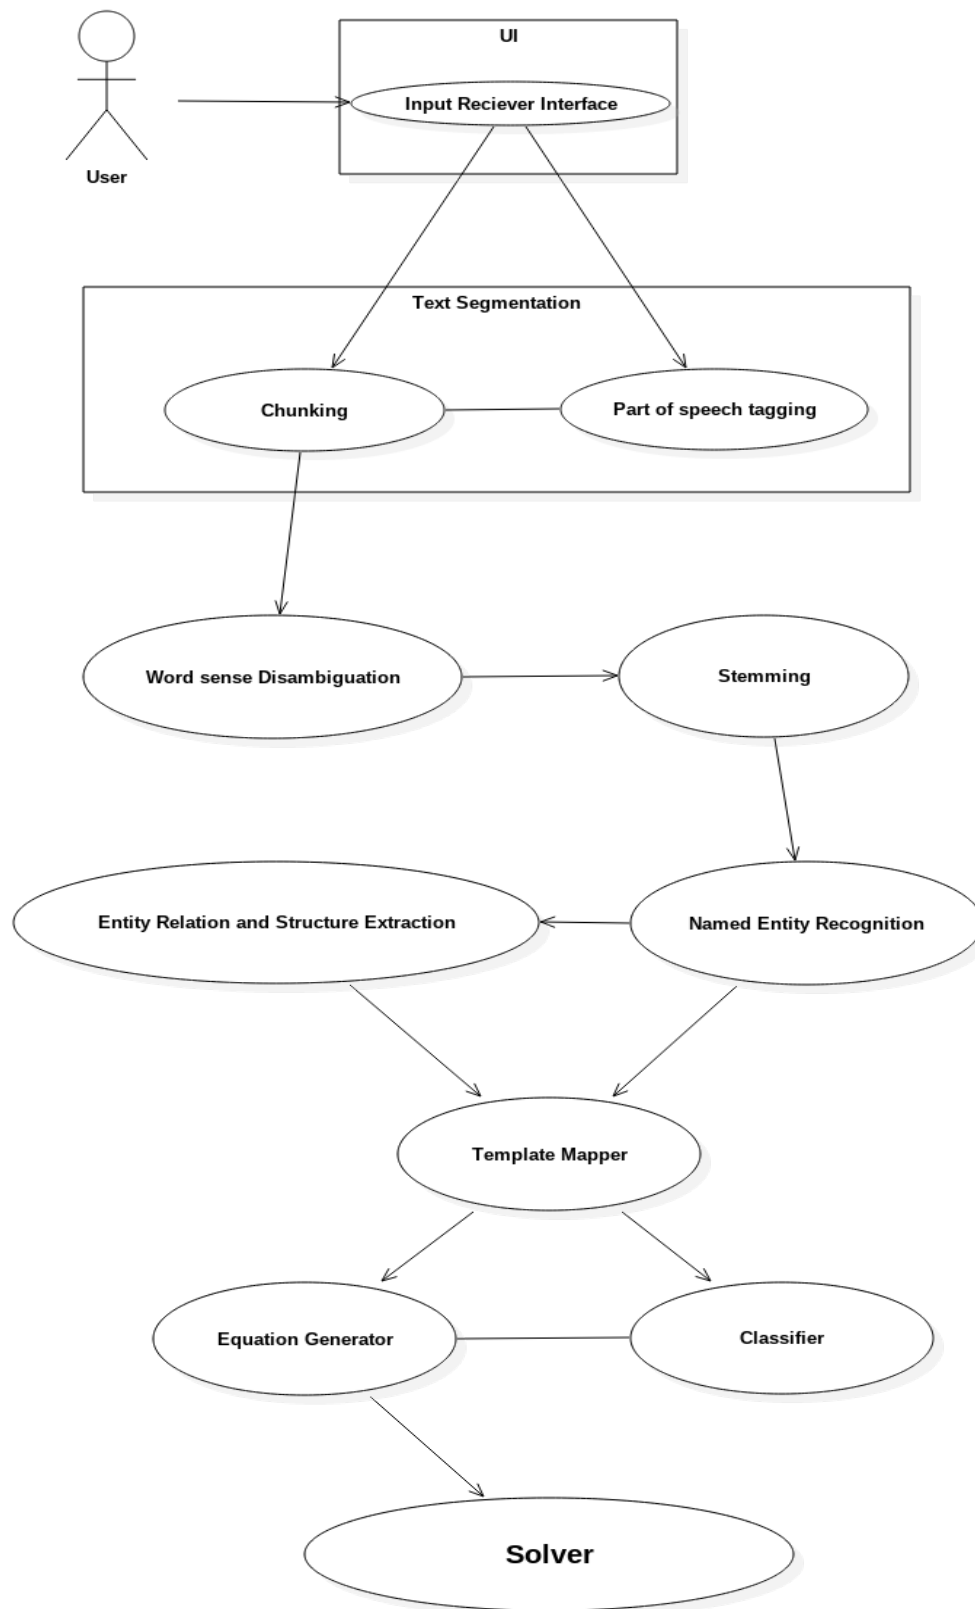 UI
Input Reciever Interface
User
Text Segmentation
Chunking
Part of speech tagging
Word sense Disambiguation
Stemming
Entity Relation and Structure Extraction
Named Entity Recognition
Template Mapper
Equation Generator
Classifier
Solver